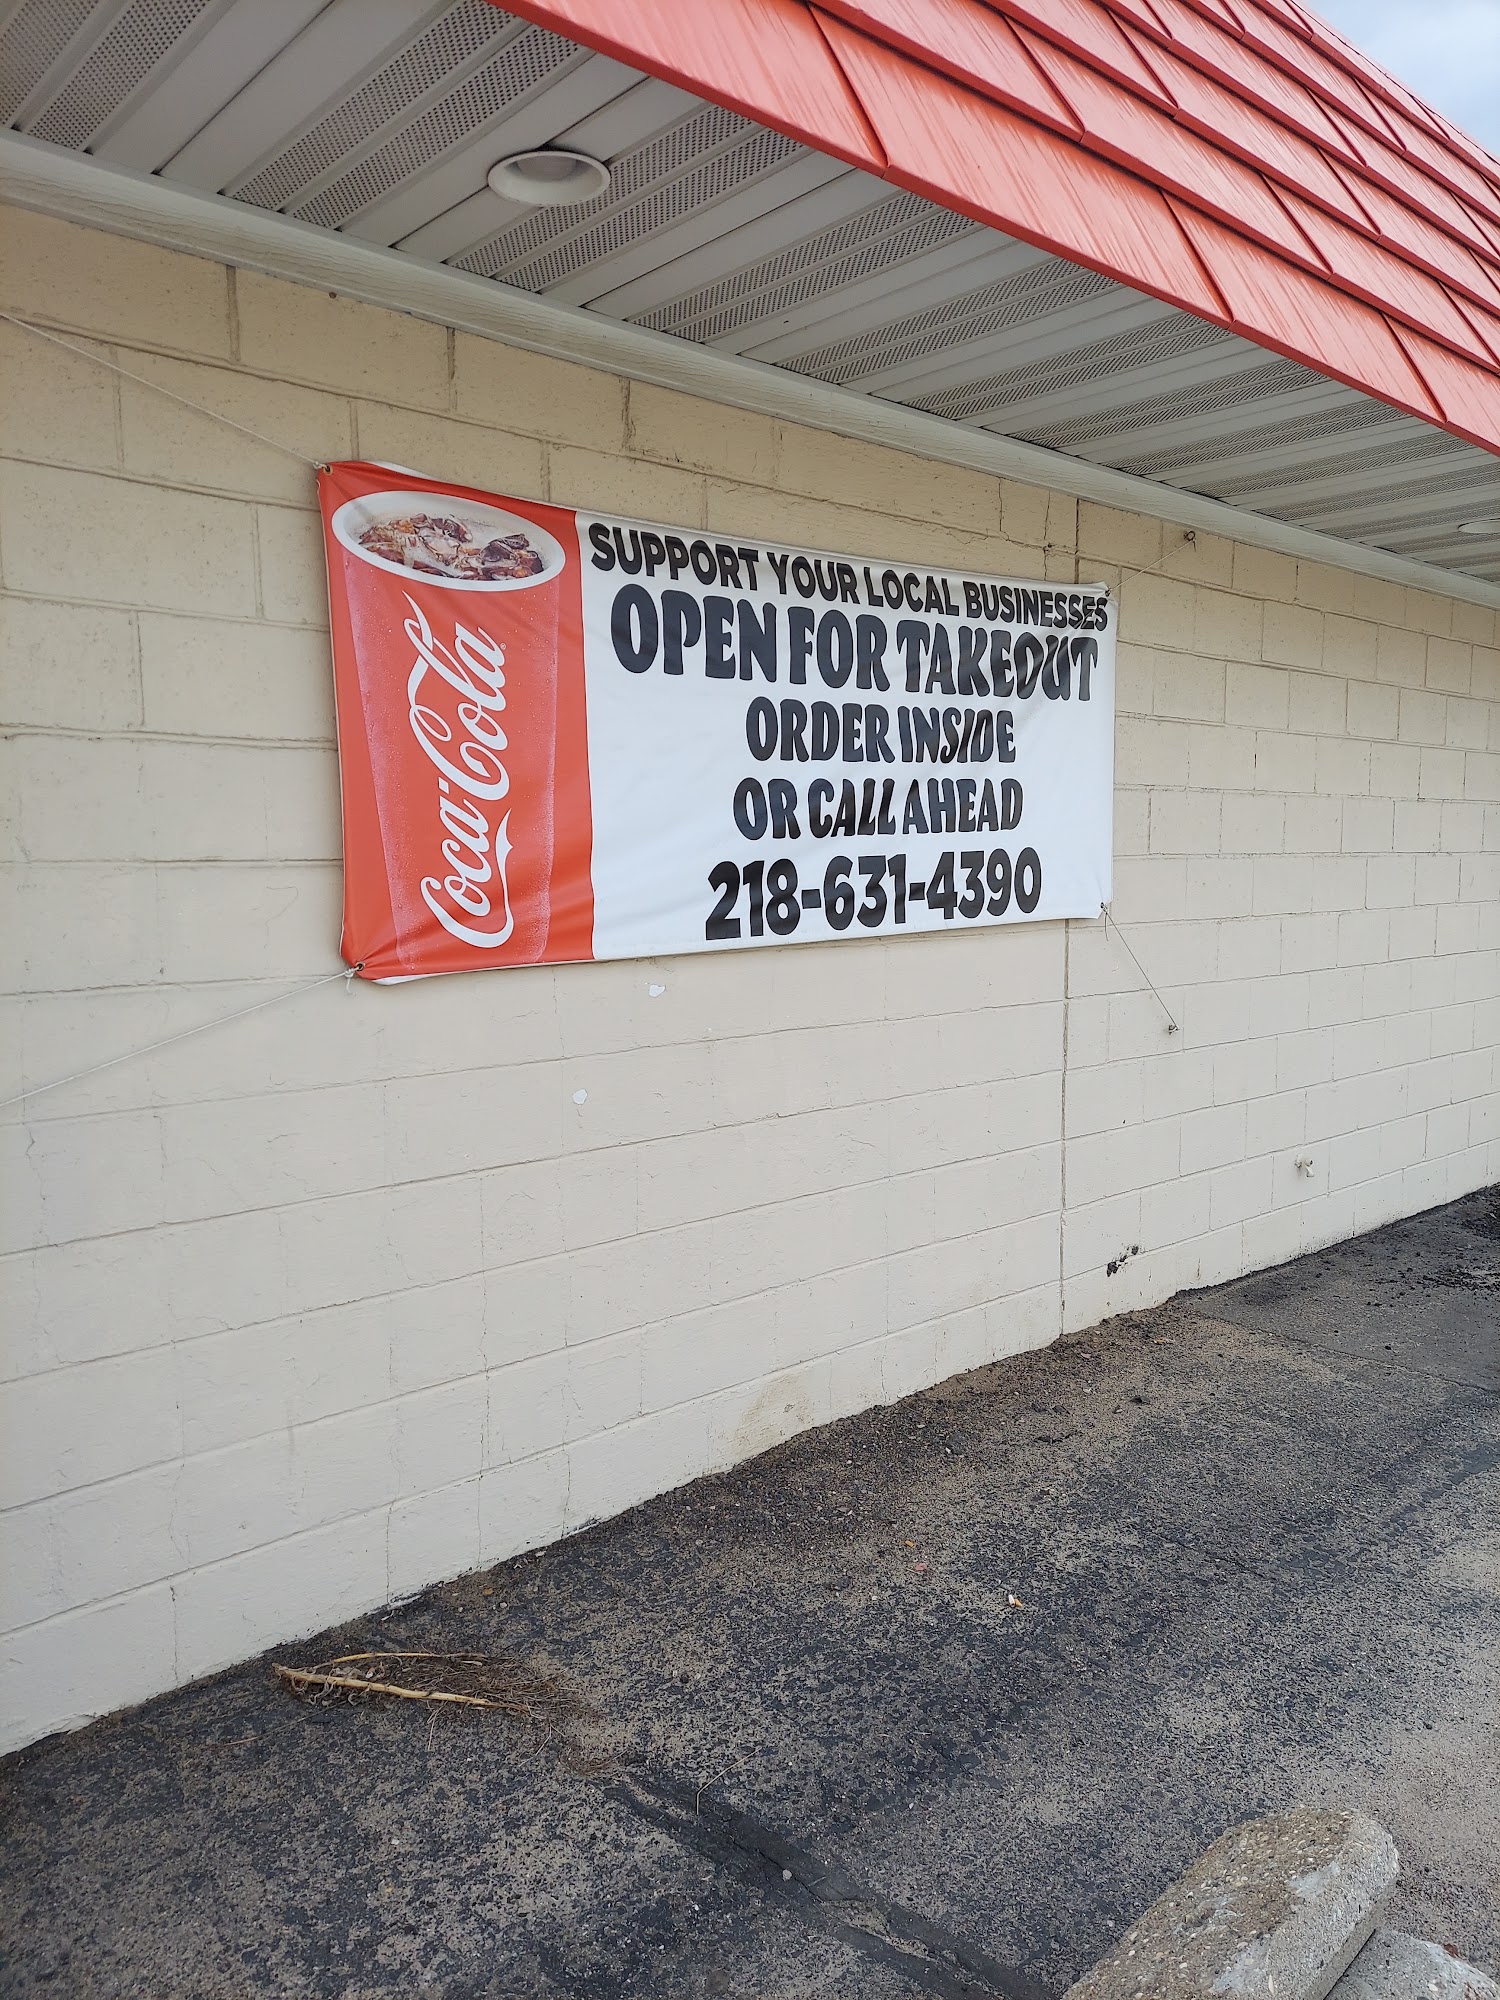 Coca-Cola
SUPPORT YOUR LOCAL BUSINESSES
OPEN FOR TAKEOUT
ORDER INSIDE
OR CALL AHEAD
218-631-4390